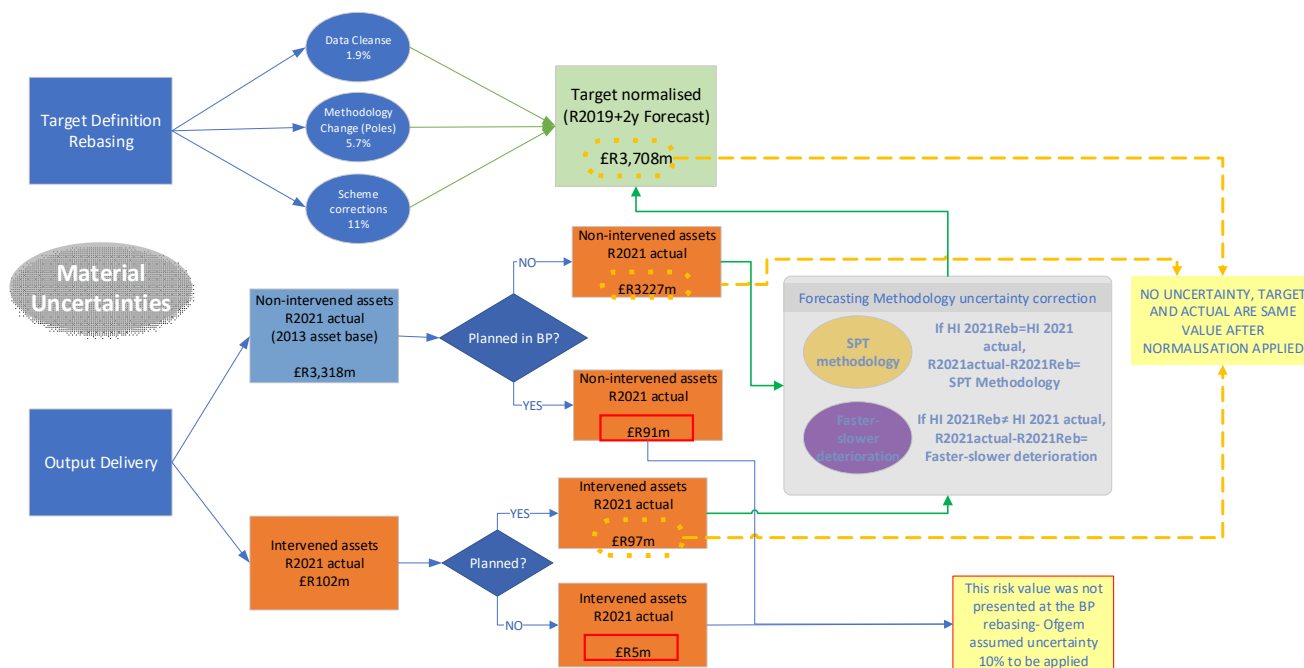 Target Definition
Rebasing
Data Cleanse
1.9%
Methodology
Change (Poles)
5.7%
Scheme
corrections
11%
Target normalised
(R2019+2y Forecast)
£R3,708m
Material
Uncertainties
Non-intervened assets
R2021 actual
(2013 asset base)
£R3,318m
Planned in BP?
NO
YES
Non-intervened assets
R2021 actual
£R3227m
Non-intervened assets
R2021 actual
£R91m
Forecasting Methodology uncertainty correction
SPT
methodology
If HI 2021Reb=HI 2021
actual,
R2021actual-R2021Reb=
SPT Methodology
Faster-
slower
deterioration
If HI 2021Reb≠ HI 2021 actual,
R2021actual-R2021Reb=
Faster-slower deterioration
NO UNCERTAINTY, TARGET
AND ACTUAL ARE SAME
VALUE AFTER
NORMALISATION APPLIED
Output Delivery
Intervened assets
R2021 actual
£R102m
Planned?
YES
NO
Intervened assets
R2021 actual
£R97m
Intervened assets
R2021 actual
£R5m
This risk value was not
presented at the BP
rebasing- Ofgem
assumed uncertainty
10% to be applied